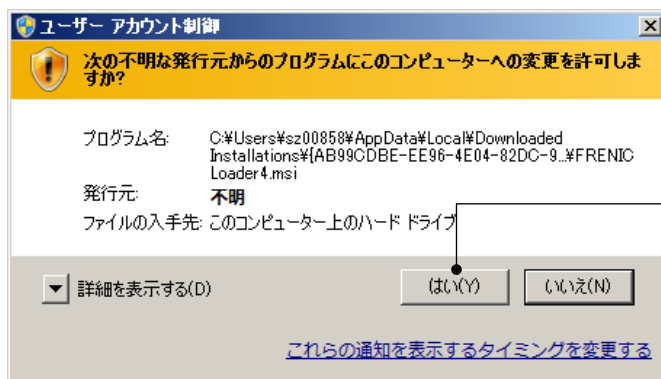 ユーザー アカウント制御
次の不明な発行元からのプログラムにこのコンピューターへの変更を許可しま
すか?
プログラム名: C:¥Users¥sz00858¥AppData¥Local¥Downloaded
Installations¥{AB99CDBE-EE96-4E04-82DC-9...¥FRENIC
Loader4.msi
発行元: 不明
ファイルの入手先: このコンピューター上のハード ドライブ
詳細を表示する(D)
はい(Y)
いいえ(N)
これらの通知を表示するタイミングを変更する